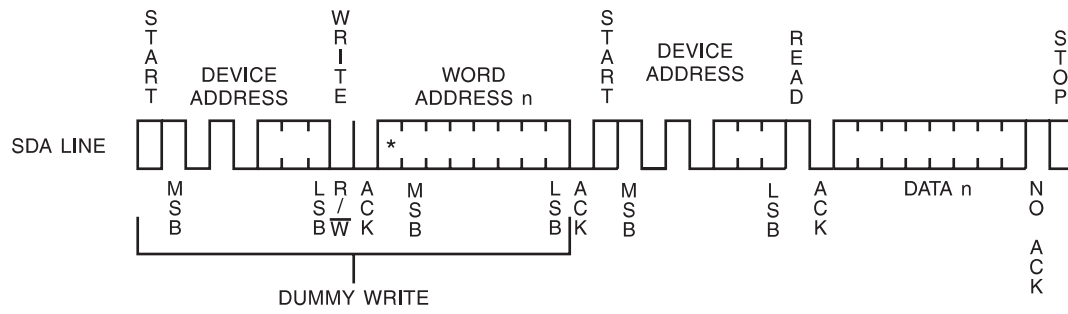 START
WRITE
START
READ
STOP
DEVICE
ADDRESS
WORD
ADDRESS n
DEVICE
ADDRESS
SDA LINE
*
MSB
LSB
R/W
ACK
MSB
LSB
ACK
MSB
LSB
ACK
DATA n
NO ACK
DUMMY WRITE